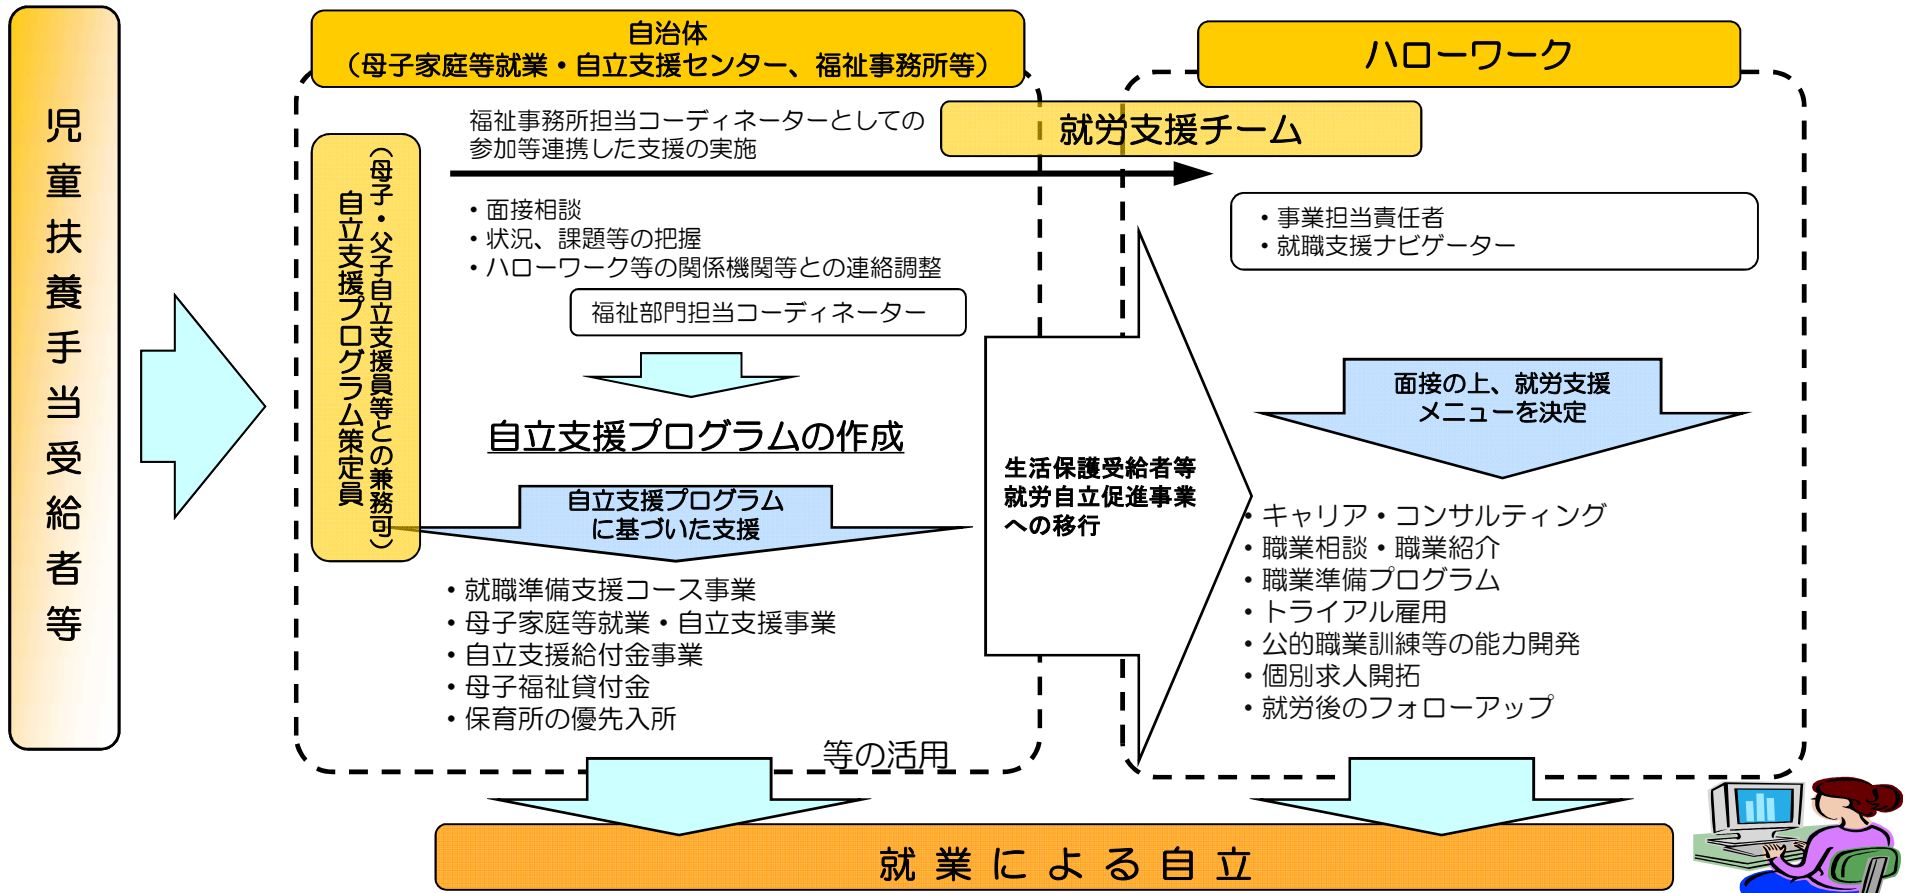 児童扶養手当受給者等
自治体
（母子家庭等就業・自立支援センター、福祉事務所等）
ハローワーク
福祉事務所担当コーディネーターとしての
参加等連携した支援の実施
就労支援チーム
自立支援プログラム策定員
（母子・父子自立支援員等との兼務可）
・面接相談
・状況、課題等の把握
・ハローワーク等の関係機関等との連絡調整
福祉部門担当コーディネーター
自立支援プログラムの作成
自立支援プログラム
に基づいた支援
・就職準備支援コース事業
・母子家庭等就業・自立支援事業
・自立支援給付金事業
・母子福祉貸付金
・保育所の優先入所
等の活用
生活保護受給者等
就労自立促進事業
への移行
・事業担当責任者
・就職支援ナビゲーター
面接の上、就労支援
メニューを決定
・キャリア・コンサルティング
・職業相談・職業紹介
・職業準備プログラム
・トライアル雇用
・公的職業訓練等の能力開発
・個別求人開拓
・就労後のフォローアップ
就業による自立